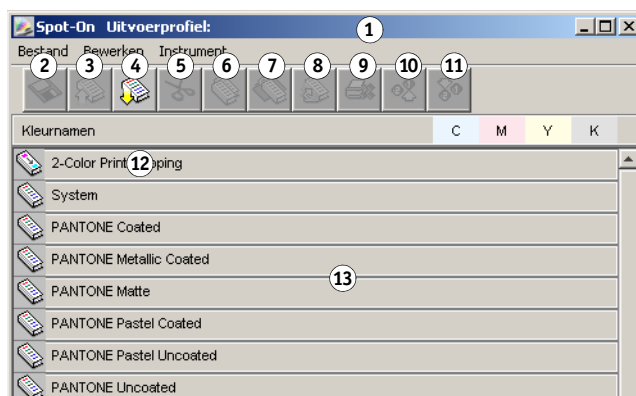 Spot-On Uitvoerprofiel: 1
Bestand Bewerken Instrument
2 3 4 5 6 7 8 9 10 11
Kleurnamen C M Y K
2-Color Print 12 pping
System
PANTONE Coated
PANTONE Metallic Coated
13
PANTONE Matte
PANTONE Pastel Coated
PANTONE Pastel Uncoated
PANTONE Uncoated